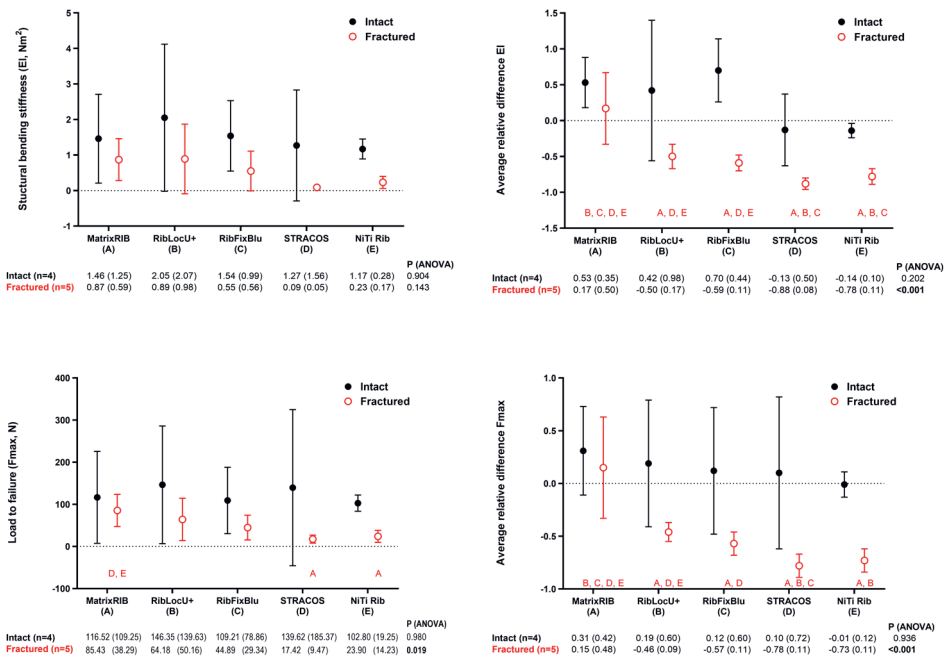 Stuctural bending stiffness (EI, Nm²)
5
4
3
2
1
0
-1
Intact
Fractured
MatrixRIB RibLocU+ RibFixBlu STRACOS NiTi Rib
(A) (B) (C) (D) (E)
P (ANOVA)
Intact (n=4) 1.46 (1.25) 2.05 (2.07) 1.54 (0.99) 1.27 (1.56) 1.17 (0.28) 0.904
Fractured (n=5) 0.87 (0.59) 0.89 (0.98) 0.55 (0.56) 0.09 (0.05) 0.23 (0.17) 0.143
Average relative difference EI
1.5
1.0
0.5
0.0
-0.5
-1.0
-1.5
Intact
Fractured
B, C, D, E A, D, E A, D, E A, B, C A, B, C
MatrixRIB RibLocU+ RibFixBlu STRACOS NiTi Rib
(A) (B) (C) (D) (E)
P (ANOVA)
Intact (n=4) 0.53 (0.35) 0.42 (0.98) 0.70 (0.44) -0.13 (0.50) -0.14 (0.10) 0.202
Fractured (n=5) 0.17 (0.50) -0.50 (0.17) -0.59 (0.11) -0.88 (0.08) -0.78 (0.11) <0.001
Load to failure (Fmax, N)
400
300
200
100
0
-100
Intact
Fractured
D, E A A
MatrixRIB RibLocU+ RibFixBlu STRACOS NiTi Rib
(A) (B) (C) (D) (E)
P (ANOVA)
Intact (n=4) 116.52 (109.25) 146.35 (139.63) 109.21 (78.86) 139.62 (185.37) 102.80 (19.25) 0.980
Fractured (n=5) 85.43 (38.29) 64.18 (50.16) 44.89 (29.34) 17.42 (9.47) 23.90 (14.23) 0.019
Average relative difference Fmax
1.0
0.5
0.0
-0.5
-1.0
Intact
Fractured
B, C, D, E A, D, E A, D A, B, C A, B
MatrixRIB RibLocU+ RibFixBlu STRACOS NiTi Rib
(A) (B) (C) (D) (E)
P (ANOVA)
Intact (n=4) 0.31 (0.42) 0.19 (0.60) 0.12 (0.60) 0.10 (0.72) -0.01 (0.12) 0.936
Fractured (n=5) 0.15 (0.48) -0.46 (0.09) -0.57 (0.11) -0.78 (0.11) -0.73 (0.11) <0.001